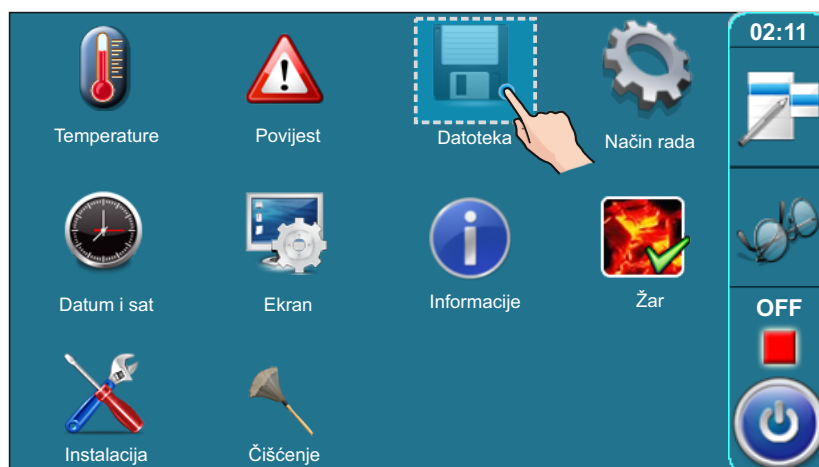 Temperature
Povijest
Datoteka
Način rada
Datum i sat
Ekran
Informacije
Žar
Instalacija
Čišćenje
02:11
OFF